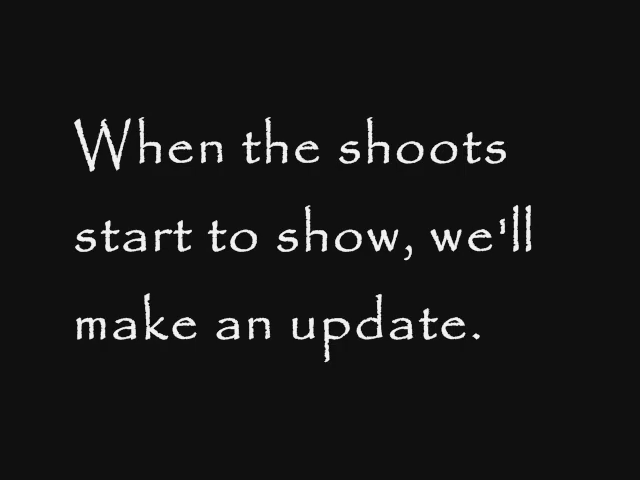 When the shoots
start to show, we'll
make an update.